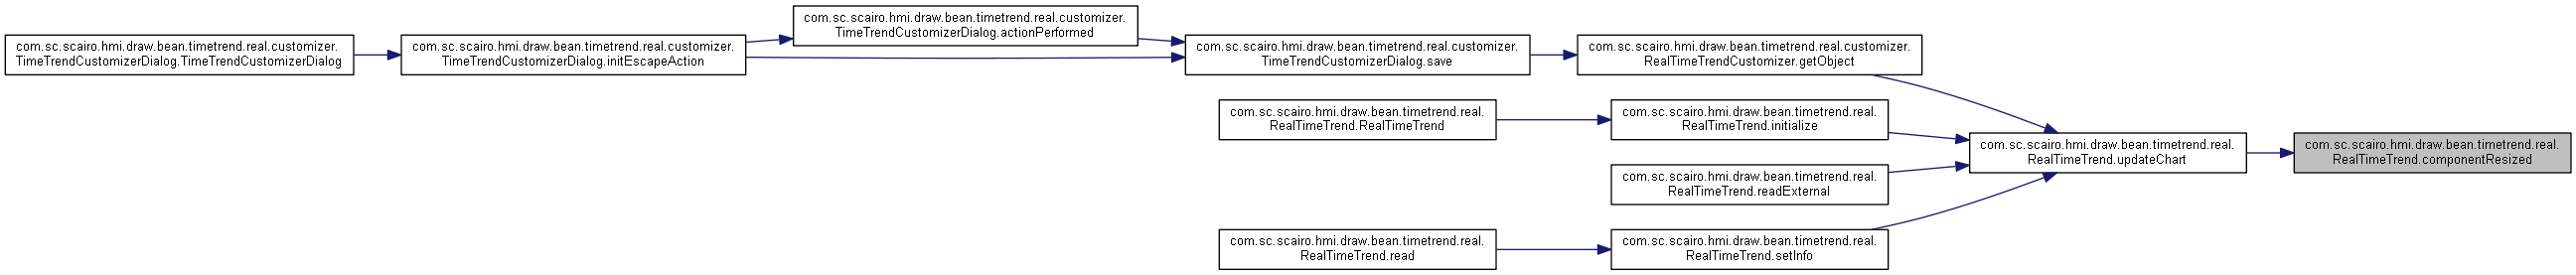 com.sc.scairo.hmi.draw.bean.timetrend.real.customizer.
TimeTrendCustomizerDialog.TimeTrendCustomizerDialog
com.sc.scairo.hmi.draw.bean.timetrend.real.customizer.
TimeTrendCustomizerDialog.initEscapeAction
com.sc.scairo.hmi.draw.bean.timetrend.real.customizer.
TimeTrendCustomizerDialog.actionPerformed
com.sc.scairo.hmi.draw.bean.timetrend.real.customizer.
TimeTrendCustomizerDialog.save
com.sc.scairo.hmi.draw.bean.timetrend.real.customizer.
RealTimeTrendCustomizer.getObject
com.sc.scairo.hmi.draw.bean.timetrend.real.
RealTimeTrend.RealTimeTrend
com.sc.scairo.hmi.draw.bean.timetrend.real.
RealTimeTrend.initialize
com.sc.scairo.hmi.draw.bean.timetrend.real.
RealTimeTrend.updateChart
com.sc.scairo.hmi.draw.bean.timetrend.real.
RealTimeTrend.componentResized
com.sc.scairo.hmi.draw.bean.timetrend.real.
RealTimeTrend.readExternal
com.sc.scairo.hmi.draw.bean.timetrend.real.
RealTimeTrend.read
com.sc.scairo.hmi.draw.bean.timetrend.real.
RealTimeTrend.setInfo